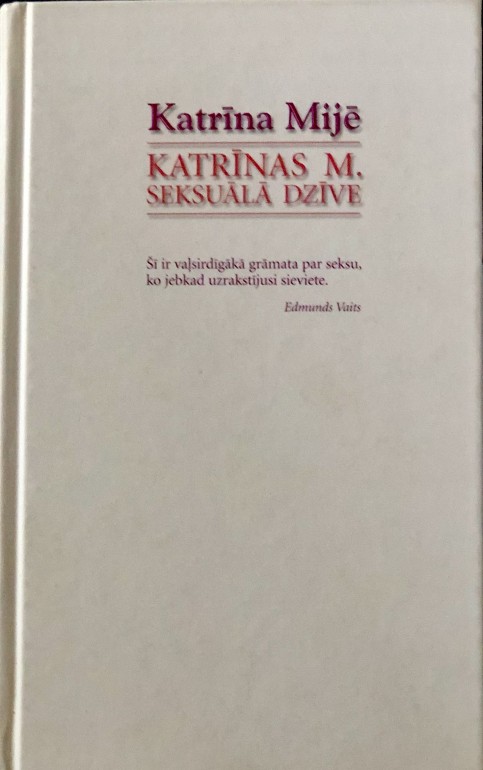 Katrīna Mijē
KATRĪNAS M.
SEKSUĀLĀ DZĪVE
Šī ir vaļsirdīgākā grāmata par seksu,
ko jebkad uzrakstījusi sieviete.
Edmunds Vaits